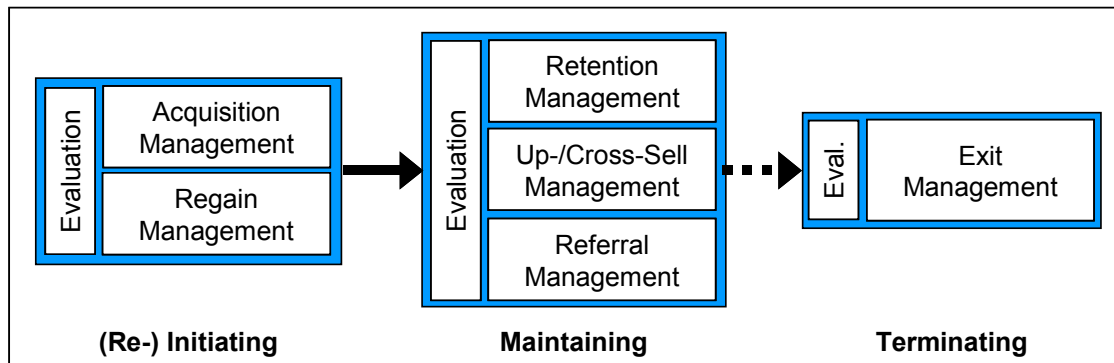 Evaluation
Acquisition
Management
Regain
Management
(Re-) Initiating
Evaluation
Retention
Management
Up-/Cross-Sell
Management
Referral
Management
Maintaining
Eval.
Exit
Management
Terminating